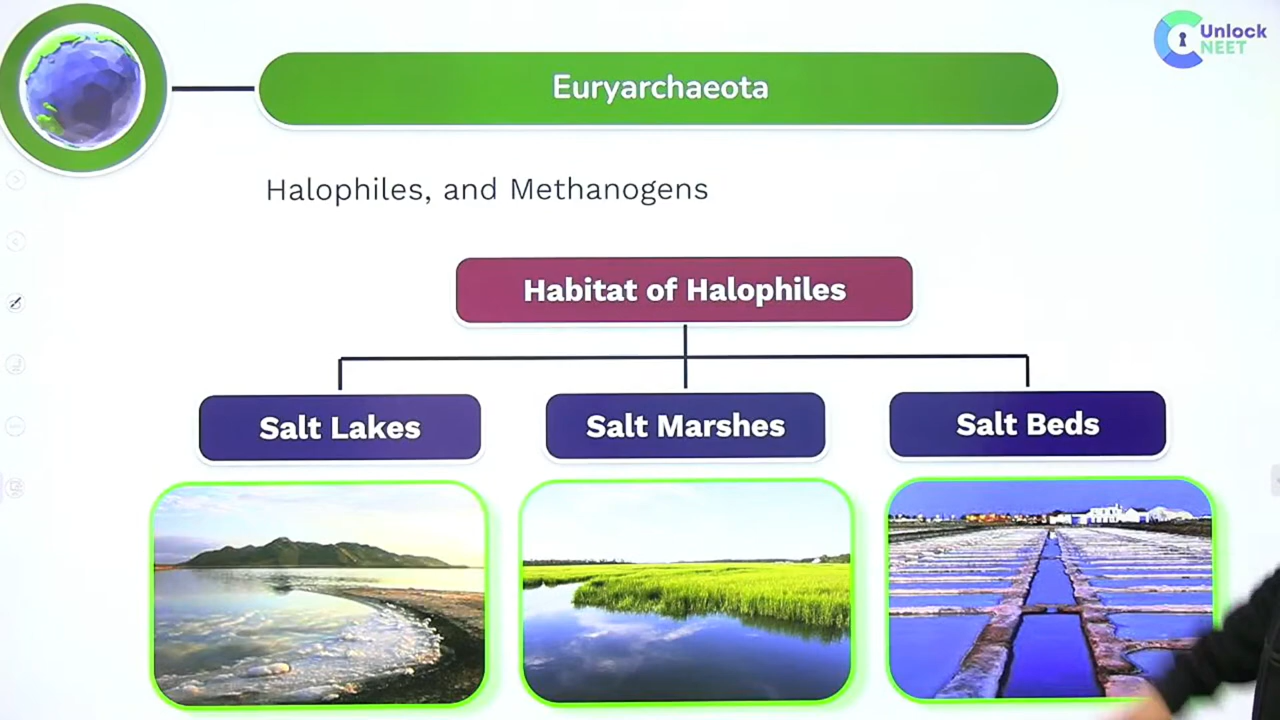 Unlock
NEET
Euryarchaeota
Halophiles, and Methanogens
Habitat of Halophiles
Salt Lakes
Salt Marshes
Salt Beds